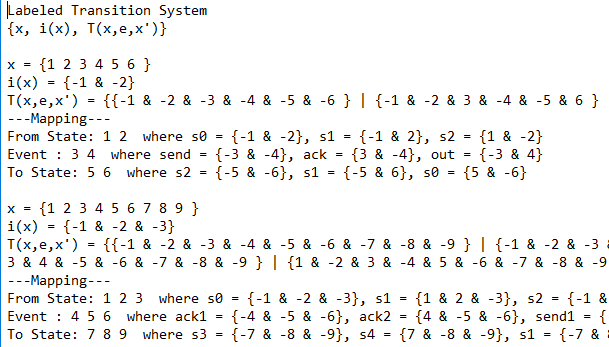 Labeled Transition System
{x, i(x), T(x,e,x')}
x = {1 2 3 4 5 6 }
i(x) = {-1 & -2}
T(x,e,x') = {{-1 & -2 & -3 & -4 & -5 & -6 } | {-1 & -2 & 3 & -4 & -5 & 6 }
---Mapping---
From State: 1 2  where s0 = {-1 & -2}, s1 = {-1 & 2}, s2 = {1 & -2}
Event : 3 4  where send = {-3 & -4}, ack = {3 & -4}, out = {-3 & 4}
To State: 5 6  where s2 = {-5 & -6}, s1 = {-5 & 6}, s0 = {5 & -6}
x = {1 2 3 4 5 6 7 8 9 }
i(x) = {-1 & -2 & -3}
T(x,e,x') = {{-1 & -2 & -3 & -4 & -5 & -6 & -7 & -8 & -9 } | {-1 & -2 & -3 &
3 & 4 & -5 & -6 & -7 & -8 & -9 } | {1 & -2 & 3 & -4 & 5 & -6 & -7 & -8 & -9
---Mapping---
From State: 1 2 3  where s0 = {-1 & -2 & -3}, s1 = {1 & 2 & -3}, s2 = {-1 &
Event : 4 5 6  where ack1 = {-4 & -5 & -6}, ack2 = {4 & -5 & -6}, send1 = {
To State: 7 8 9  where s3 = {-7 & -8 & -9}, s4 = {7 & -8 & -9}, s1 = {-7 & 8